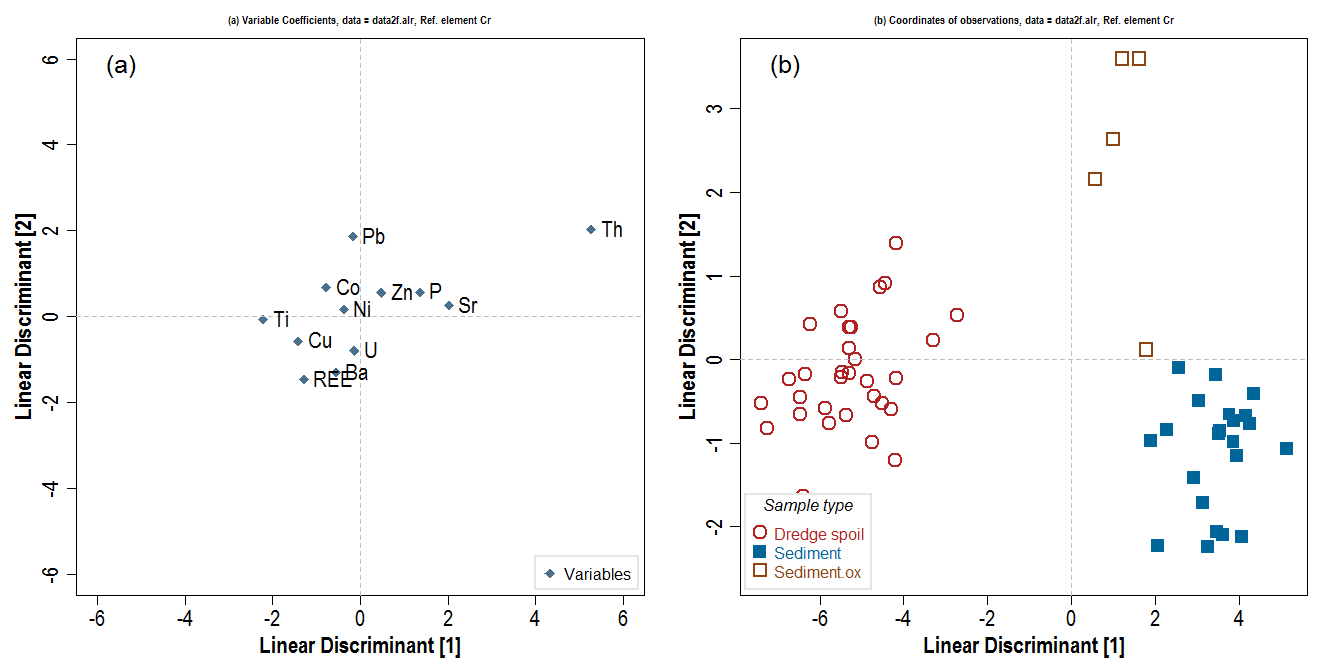 (a) Variable Coefficients, data = data2f.alr, Ref. element Cr
(a)
Linear Discriminant [2]
6
4
2
0
-2
-4
-6
Th
Pb
Co
Zn
P
Sr
Ni
Ti
Cu
U
Ba
REE
Variables
-6
-4
-2
0
2
4
6
Linear Discriminant [1]
(b) Coordinates of observations, data = data2f.alr, Ref. element Cr
(b)
Linear Discriminant [2]
3
2
1
0
-1
-2
Sample type
Dredge spoil
Sediment
Sediment.ox
-6
-4
-2
0
2
4
Linear Discriminant [1]